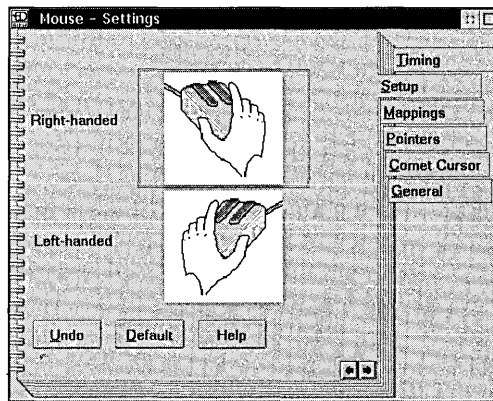 Mouse - Settings
Timing
Setup
Right-handed
Mappings
Pointers
Comet Cursor
General
Left-handed
Undo
Default
Help